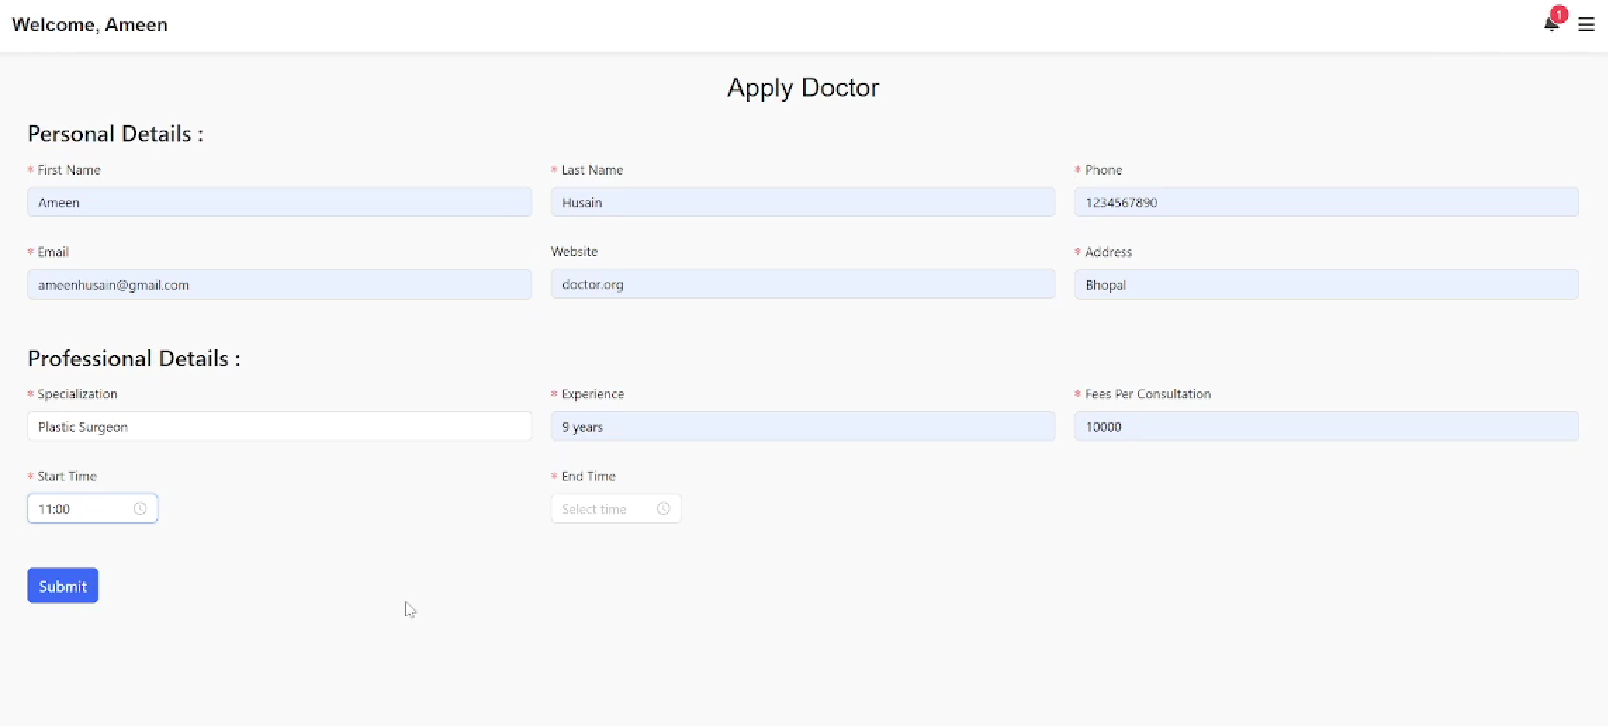 Welcome, Ameen
1
Apply Doctor
Personal Details :
* First Name
* Last Name
* Phone
Ameen
Husain
1234567890
* Email
Website
* Address
ameenhusain@gmail.com
doctor.org
Bhopal
Professional Details :
* Specialization
* Experience
* Fees Per Consultation
Plastic Surgeon
9 years
10000
* Start Time
* End Time
11:00
Select time
Submit